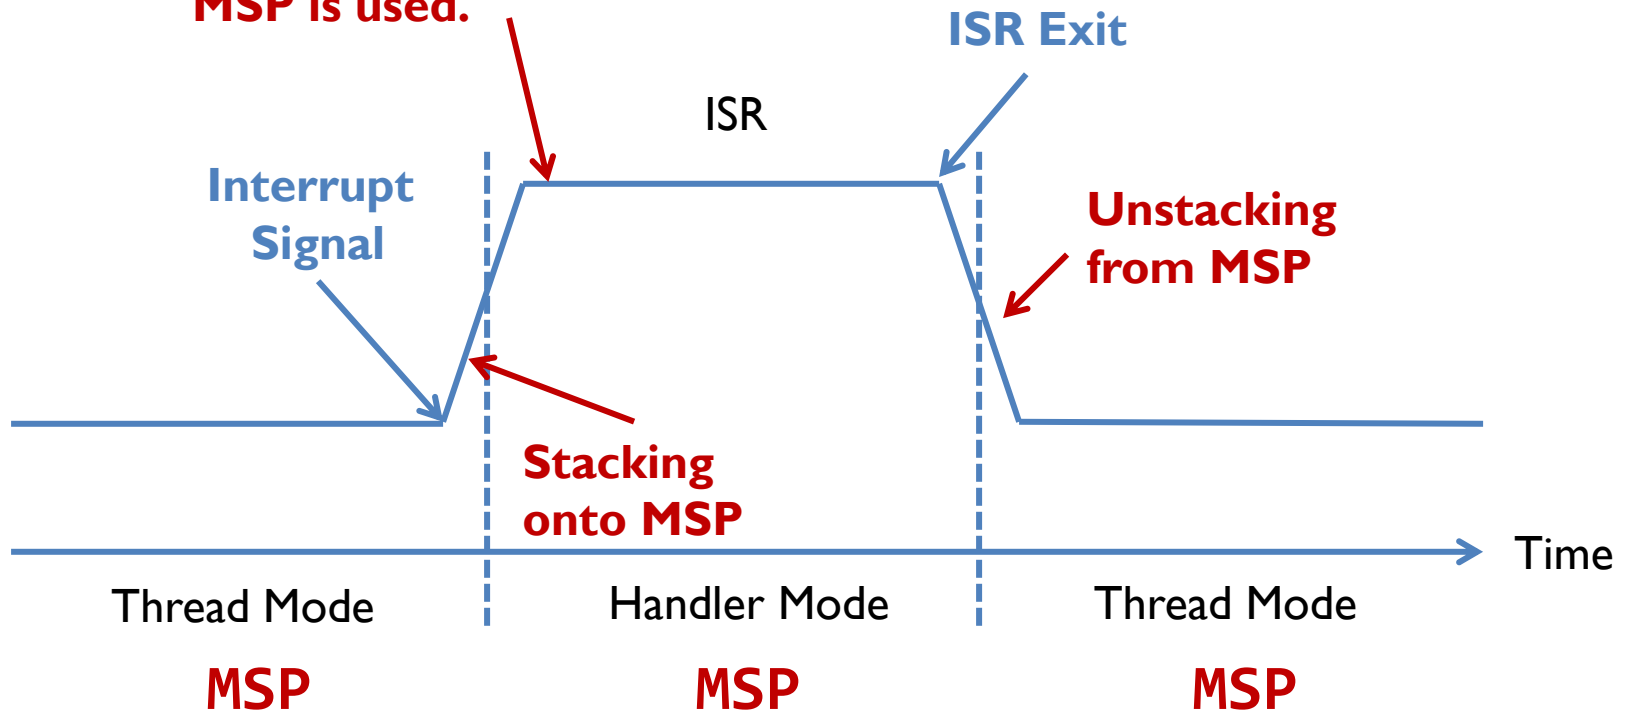 MSP is used.
ISR Exit
ISR
Interrupt
Signal
Unstacking
from MSP
Stacking
onto MSP
Time
Thread Mode
Handler Mode
Thread Mode
MSP
MSP
MSP